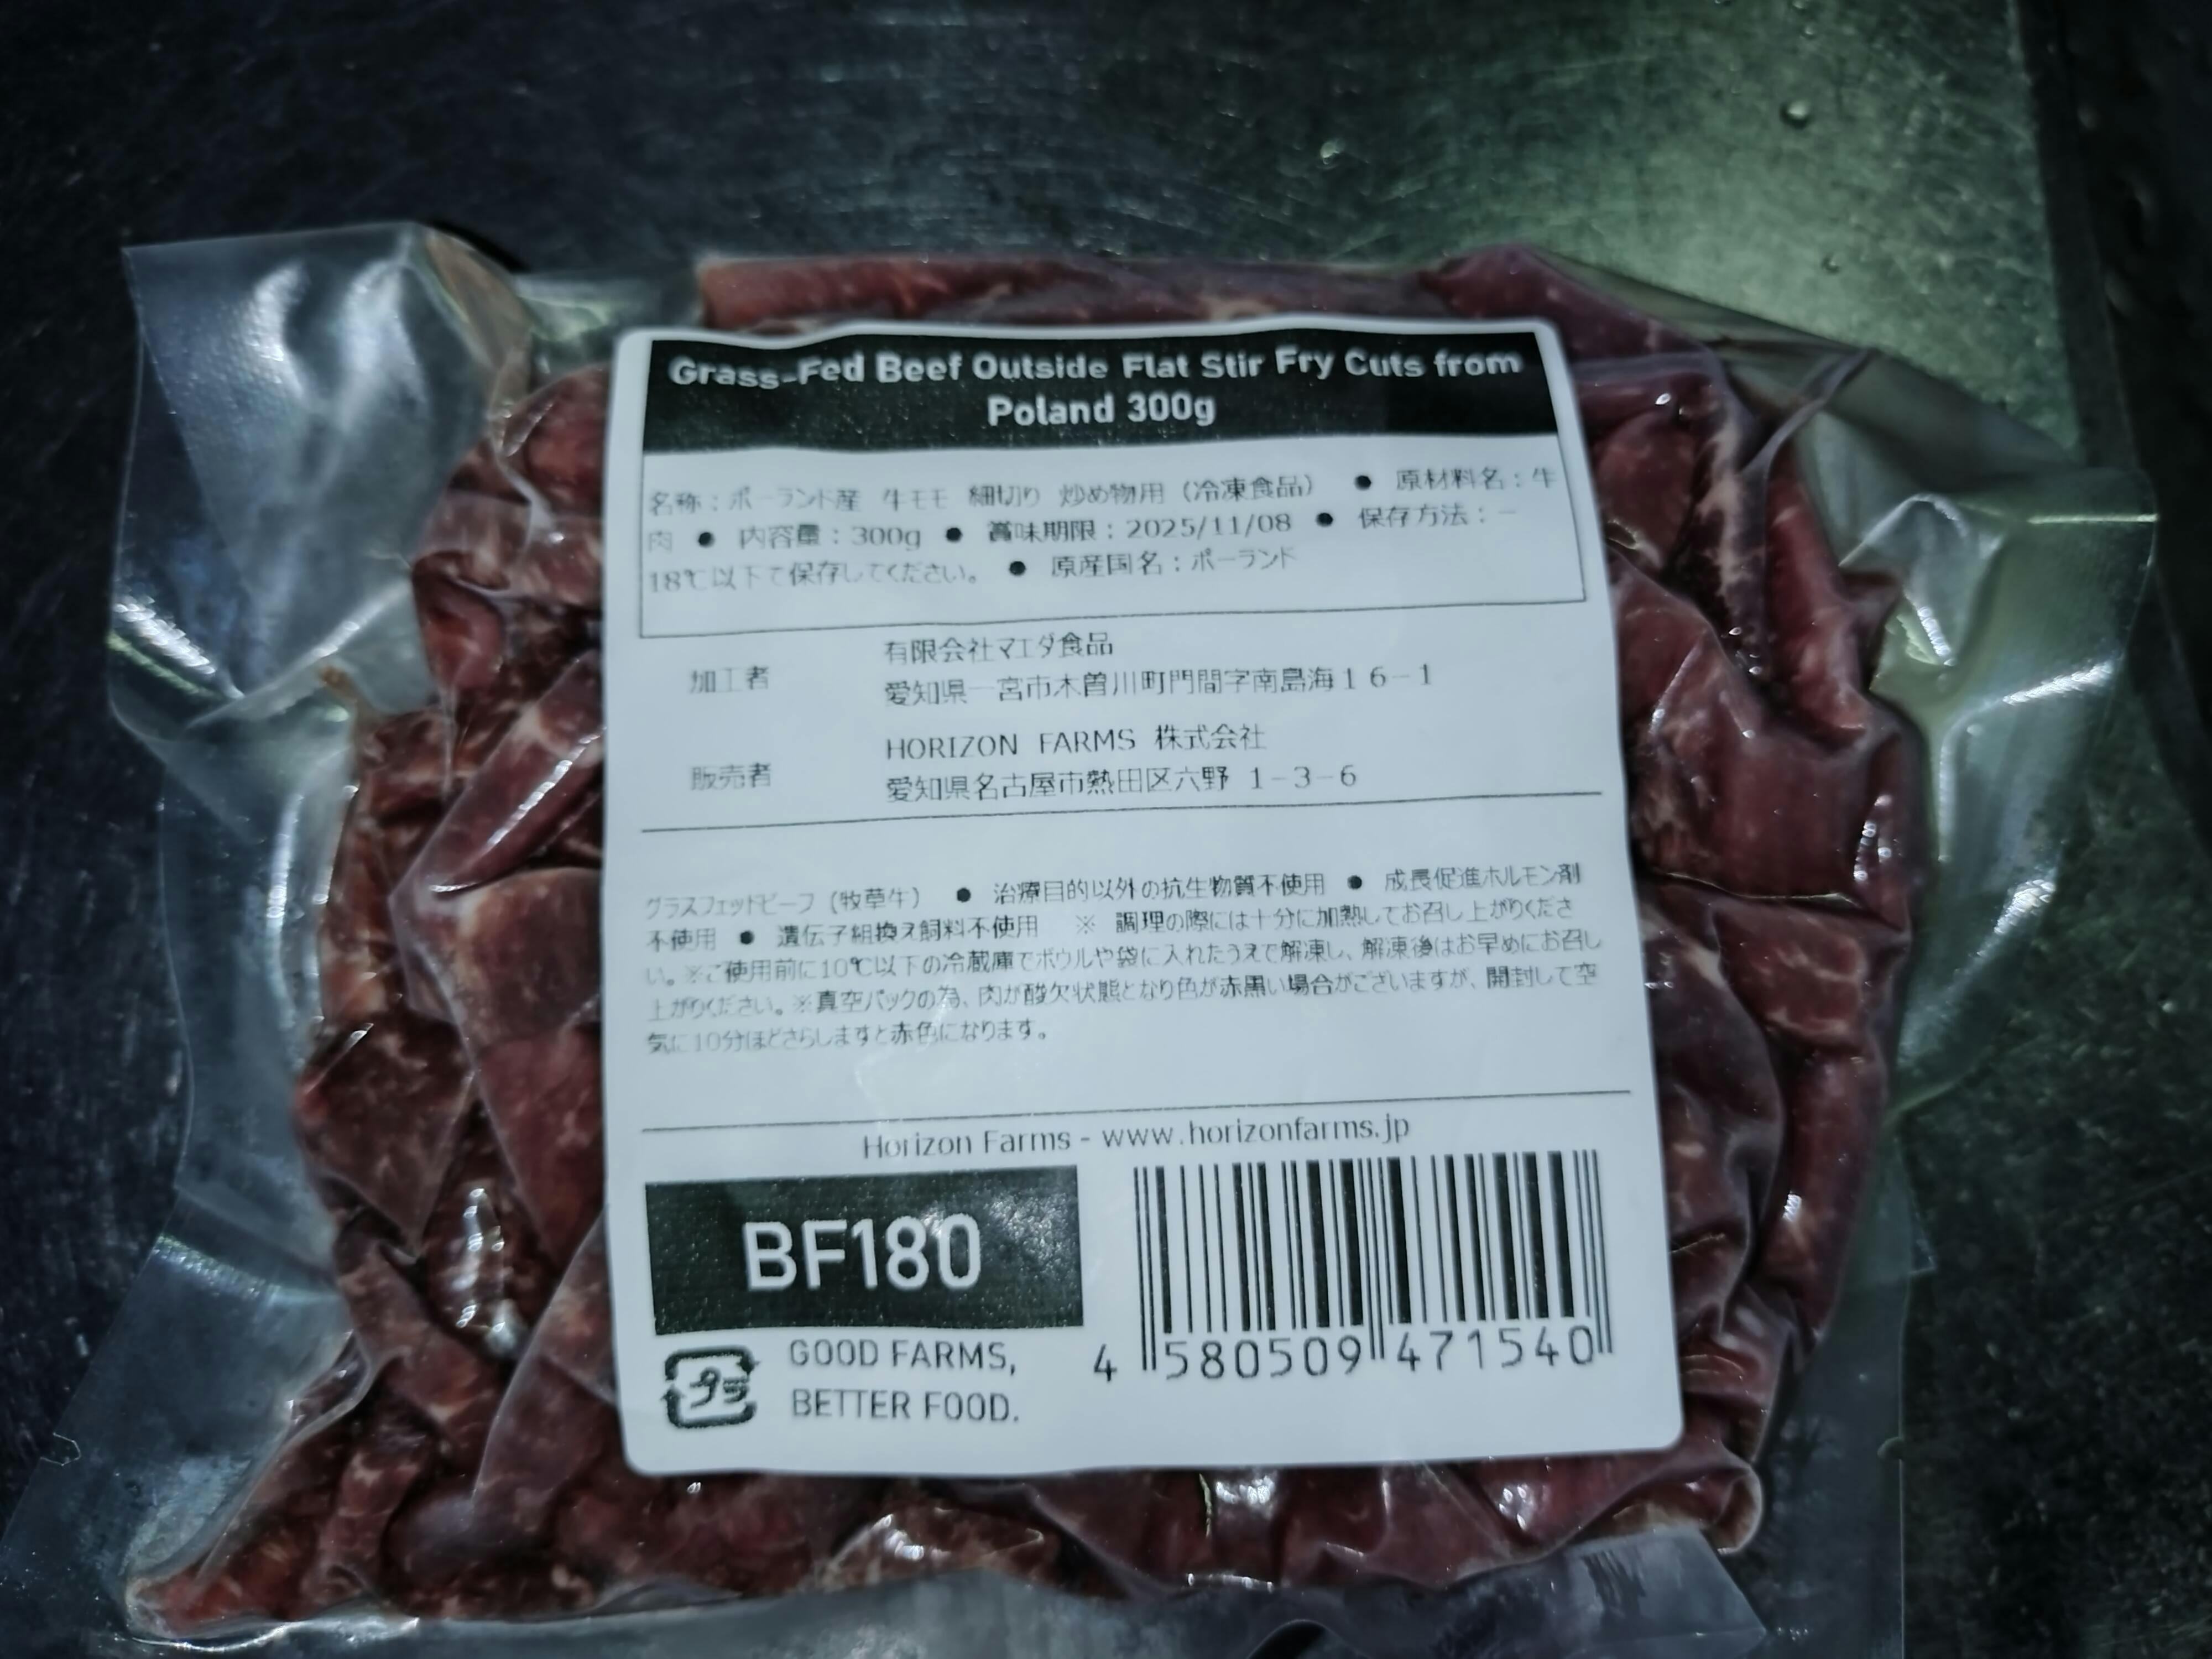 Grass-Fed Beef Outside Flat Stir Fry Cuts from
Poland 300g
名称：ポーランド産 牛モモ 細切り 炒め物用（冷凍食品） ● 原材料名：牛
肉 ● 内容量：300g ● 賞味期限：2025/11/08 ● 保存方法：－
18℃以下で保存してください。 ● 原産国名：ポーランド
加工者
有限会社マエダ食品
愛知県一宮市木曽川町門間字南島海１６－１
販売者
HORIZON FARMS 株式会社
愛知県名古屋市熱田区六野 １－３－６
グラスフェッドビーフ（牧草牛） ● 治療目的以外の抗生物質不使用 ● 成長促進ホルモン剤
不使用 ● 遺伝子組換え飼料不使用 ※ 調理の際には十分に加熱してお召し上がりくださ
い。※ご使用前に10℃以下の冷蔵庫でボウルや袋に入れたうえで解凍し、解凍後はお早めにお召し
上がりください。※真空パックの為、肉が酸欠状態となり色が赤黒い場合がございますが、開封して空
気に10分ほどさらしますと赤色になります。
Horizon Farms - www.horizonfarms.jp
BF180
プラ
GOOD FARMS,
BETTER FOOD.
4 580509 471540